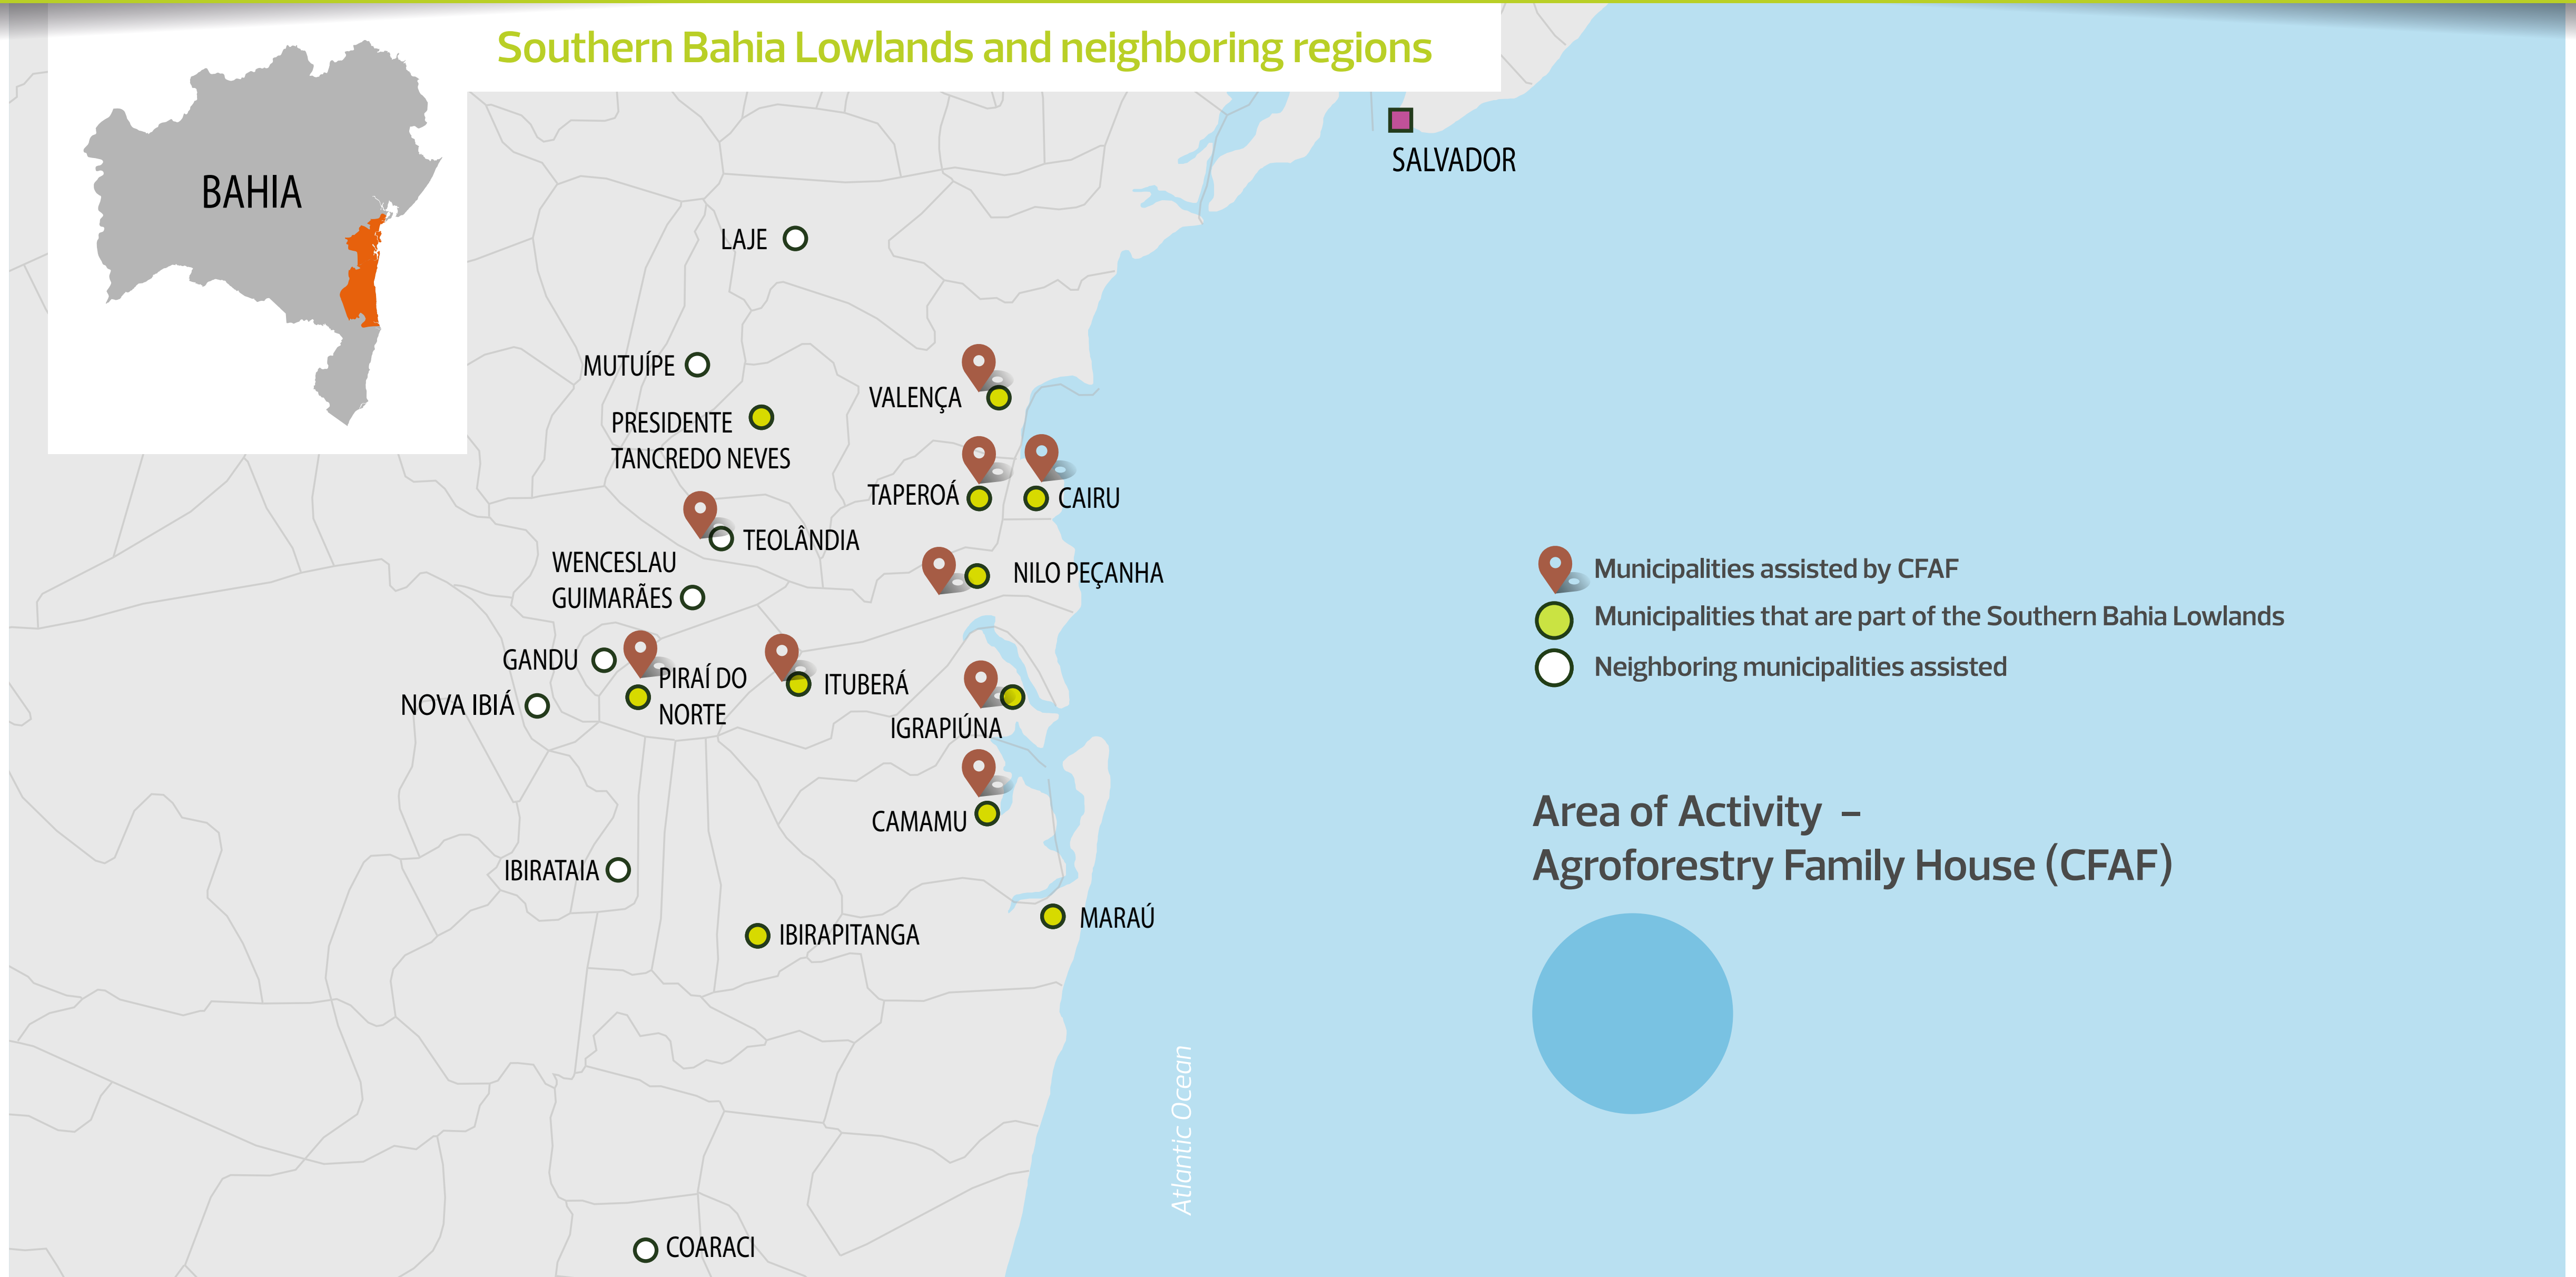 Southern Bahia Lowlands and neighboring regions
BAHIA
SALVADOR
LAJE
MUTUÍPE
VALENÇA
PRESIDENTE
TANCREDO NEVES
TAPEROÁ
CAIRU
TEOLÂNDIA
WENCESLAU
GUIMARÃES
NILO PEÇANHA
GANDU
PIRAÍ DO
NORTE
ITUBERÁ
NOVA IBIÁ
IGRAPIÚNA
CAMAMU
IBIRATAIA
MARAÚ
IBIRAPITANGA
COARACI
Atlantic Ocean
Municipalities assisted by CFAF
Municipalities that are part of the Southern Bahia Lowlands
Neighboring municipalities assisted
Area of Activity –
Agroforestry Family House (CFAF)